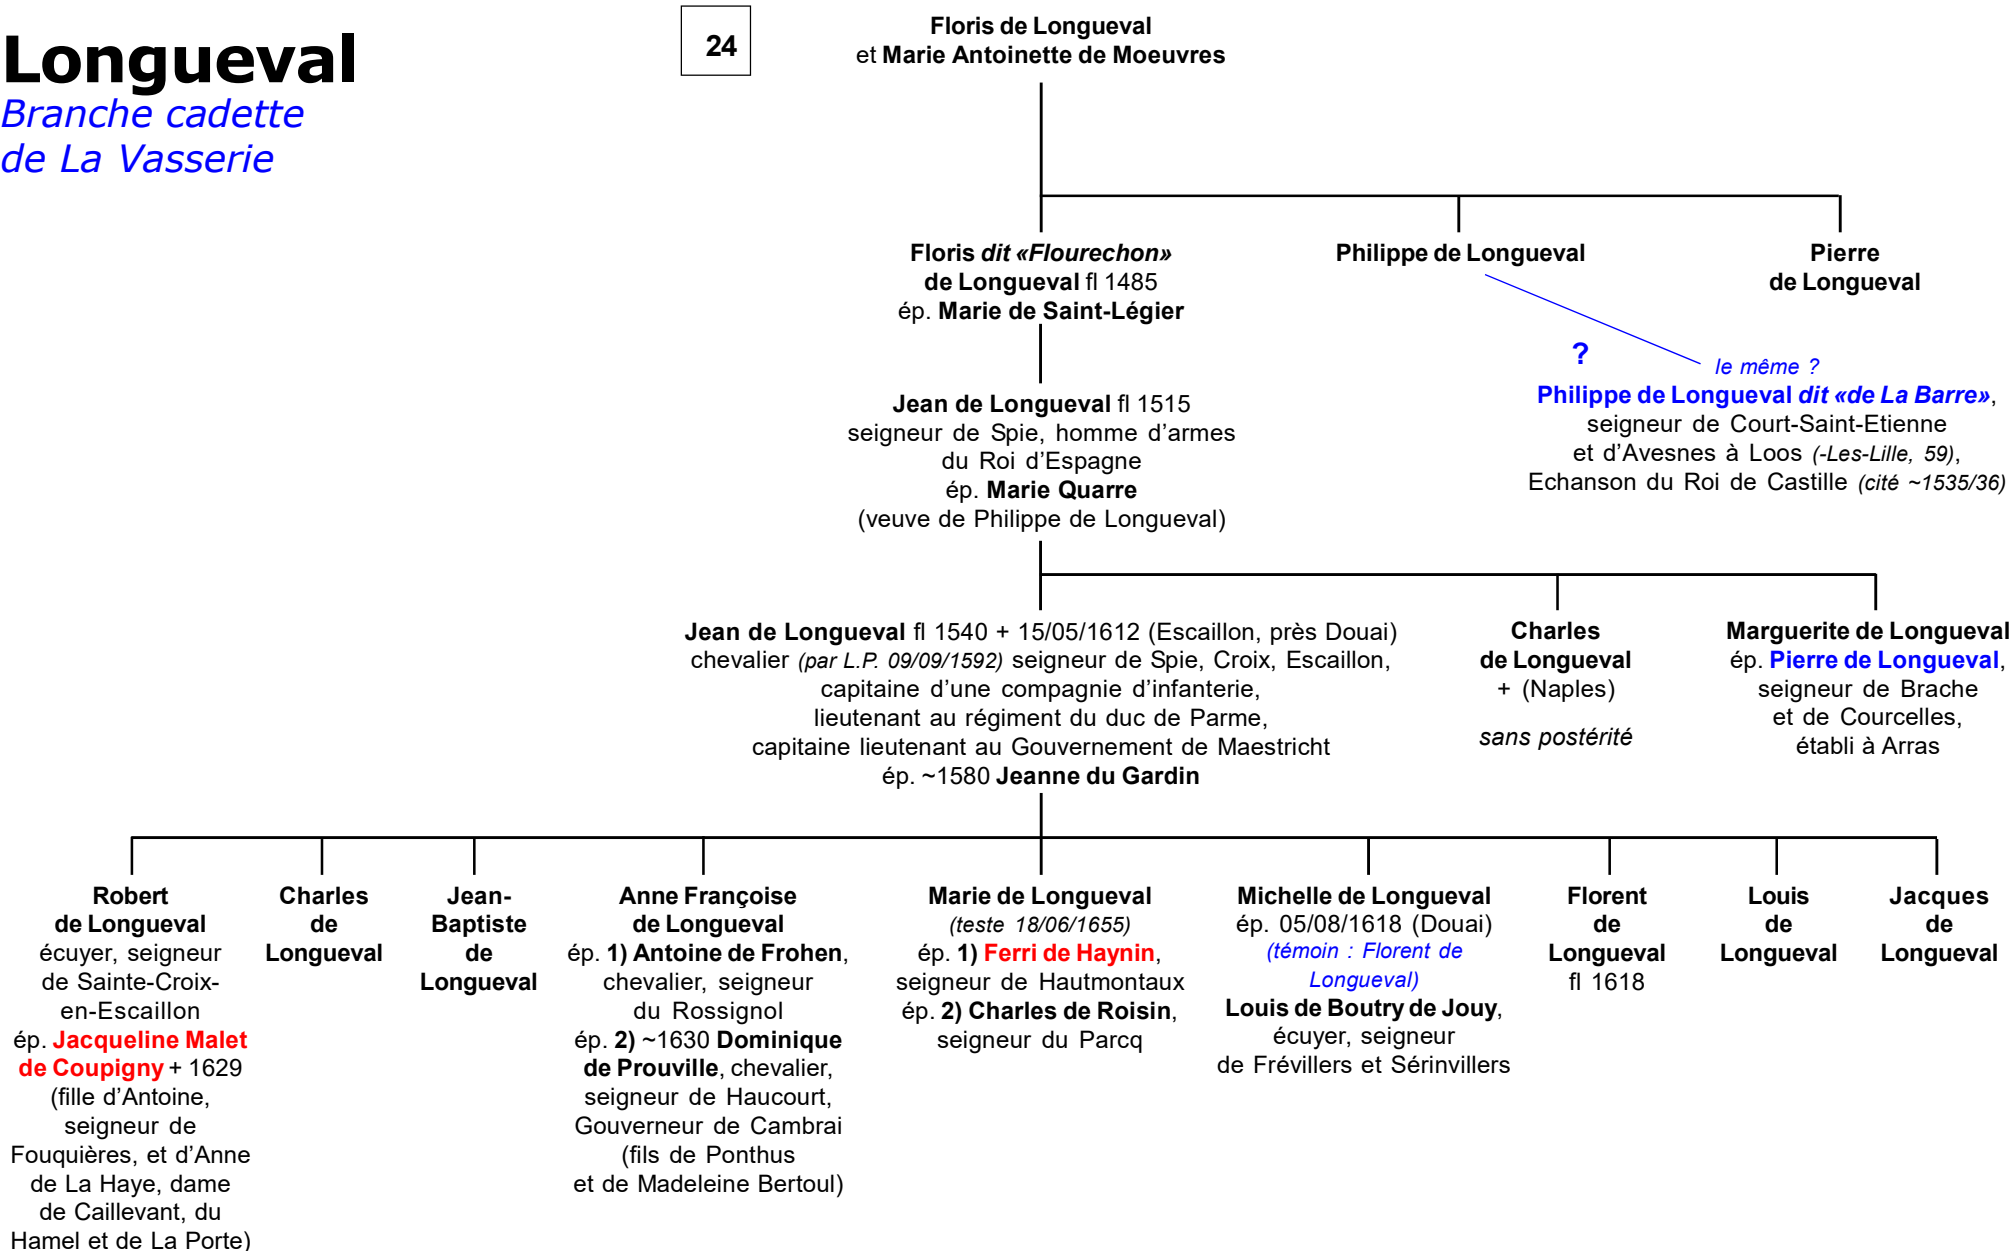 Longueval
Branche cadette
de La Vasserie
24
Floris de Longueval
et Marie Antoinette de Moeuvres
Floris dit «Flourechon»
de Longueval fl 1485
ép. Marie de Saint-Légier
Philippe de Longueval
Pierre
de Longueval
?
le même ?
Philippe de Longueval dit «de La Barre»,
seigneur de Court-Saint-Etienne
et d'Avesnes à Loos (-Les-Lille, 59),
Echanson du Roi de Castille (cité ~1535/36)
Jean de Longueval fl 1515
seigneur de Spie, homme d'armes
du Roi d'Espagne
ép. Marie Quarre
(veuve de Philippe de Longueval)
Jean de Longueval fl 1540 + 15/05/1612 (Escaillon, près Douai)
chevalier (par L.P. 09/09/1592) seigneur de Spie, Croix, Escaillon,
capitaine d'une compagnie d'infanterie,
lieutenant au régiment du duc de Parme,
capitaine lieutenant au Gouvernement de Maestricht
ép. ~1580 Jeanne du Gardin
Charles
de Longueval
+ (Naples)
sans postérité
Marguerite de Longueval
ép. Pierre de Longueval,
seigneur de Brache
et de Courcelles,
établi à Arras
Robert
de Longueval
écuyer, seigneur
de Sainte-Croix-
en-Escaillon
ép. Jacqueline Malet
de Coupigny + 1629
(fille d'Antoine,
seigneur de
Fouquières, et d'Anne
de La Haye, dame
de Caillevant, du
Hamel et de La Porte)
Charles
de
Longueval
Jean-
Baptiste
de
Longueval
Anne Françoise
de Longueval
ép. 1) Antoine de Frohen,
chevalier, seigneur
du Rossignol
ép. 2) ~1630 Dominique
de Prouville, chevalier,
seigneur de Haucourt,
Gouverneur de Cambrai
(fils de Ponthus
et de Madeleine Bertoul)
Marie de Longueval
(teste 18/06/1655)
ép. 1) Ferri de Haynin,
seigneur de Hautmontaux
ép. 2) Charles de Roisin,
seigneur du Parcq
Michelle de Longueval
ép. 05/08/1618 (Douai)
(témoin : Florent de
Longueval)
Louis de Boutry de Jouy,
écuyer, seigneur
de Frévillers et Sérinvillers
Florent
de
Longueval
fl 1618
Louis
de
Longueval
Jacques
de
Longueval